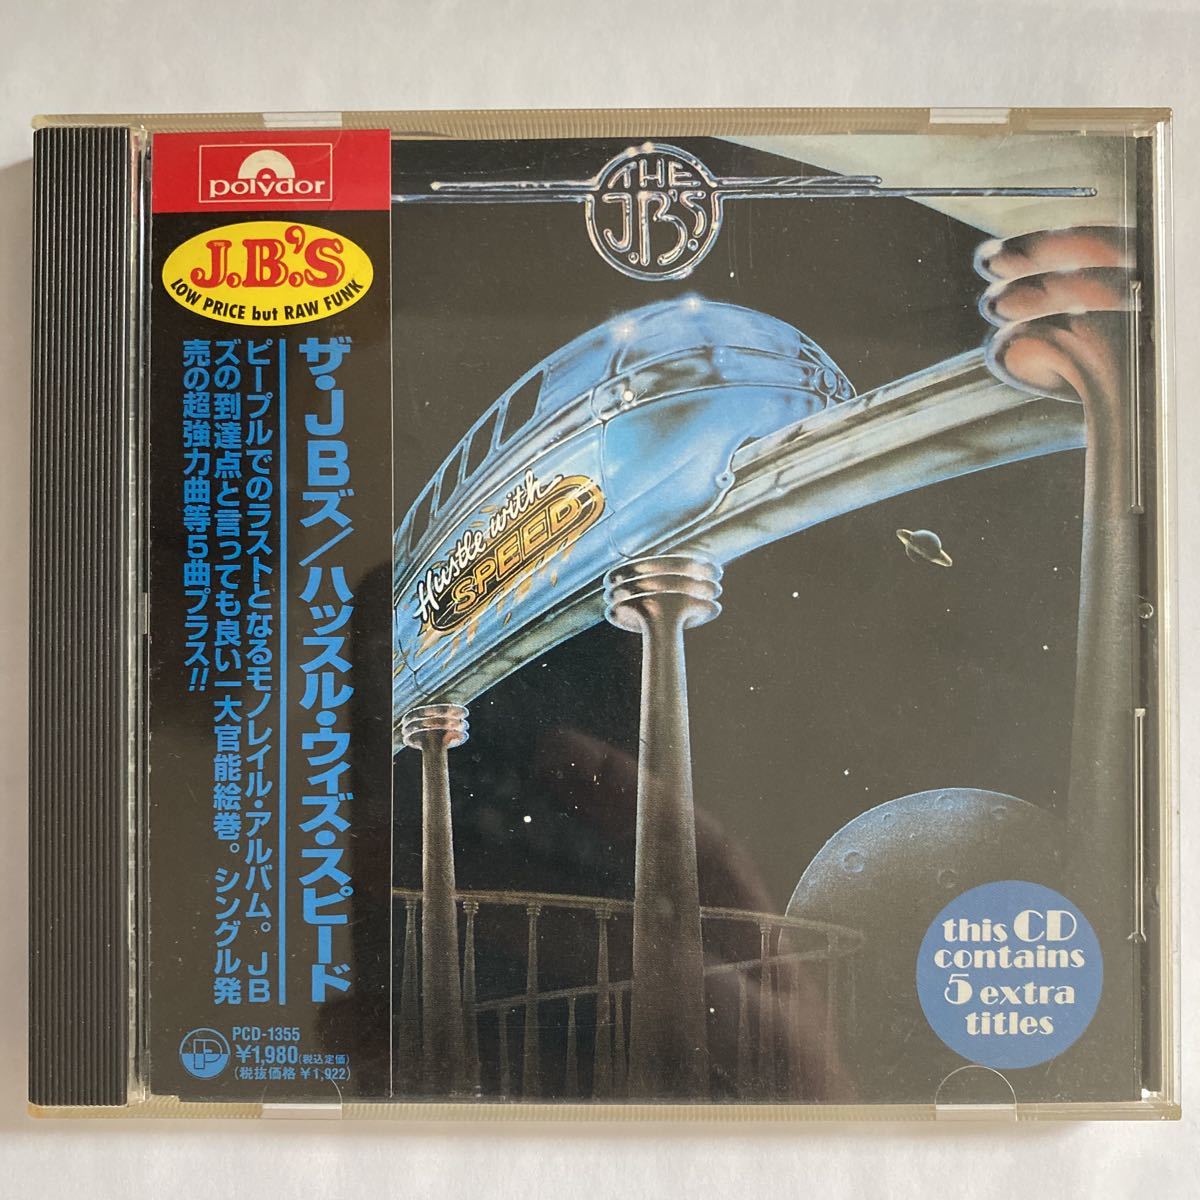 polydor
J.B.'S
LOW PRICE but RAW FUNK
ザ・JBズ/ハッスル・ウィズ・スピード
ピープルでのラストとなるモノレイル・アルバム。JB
ズの到達点と言っても良い一大官能絵巻。シングル発
売の超強力曲等5曲プラス!!
P
PCD-1355
¥1,980(税込定価)
(税抜価格 ¥1,922)
THE
J.B.'S.
Hustle with
SPEED
this CD
contains
5 extra
titles